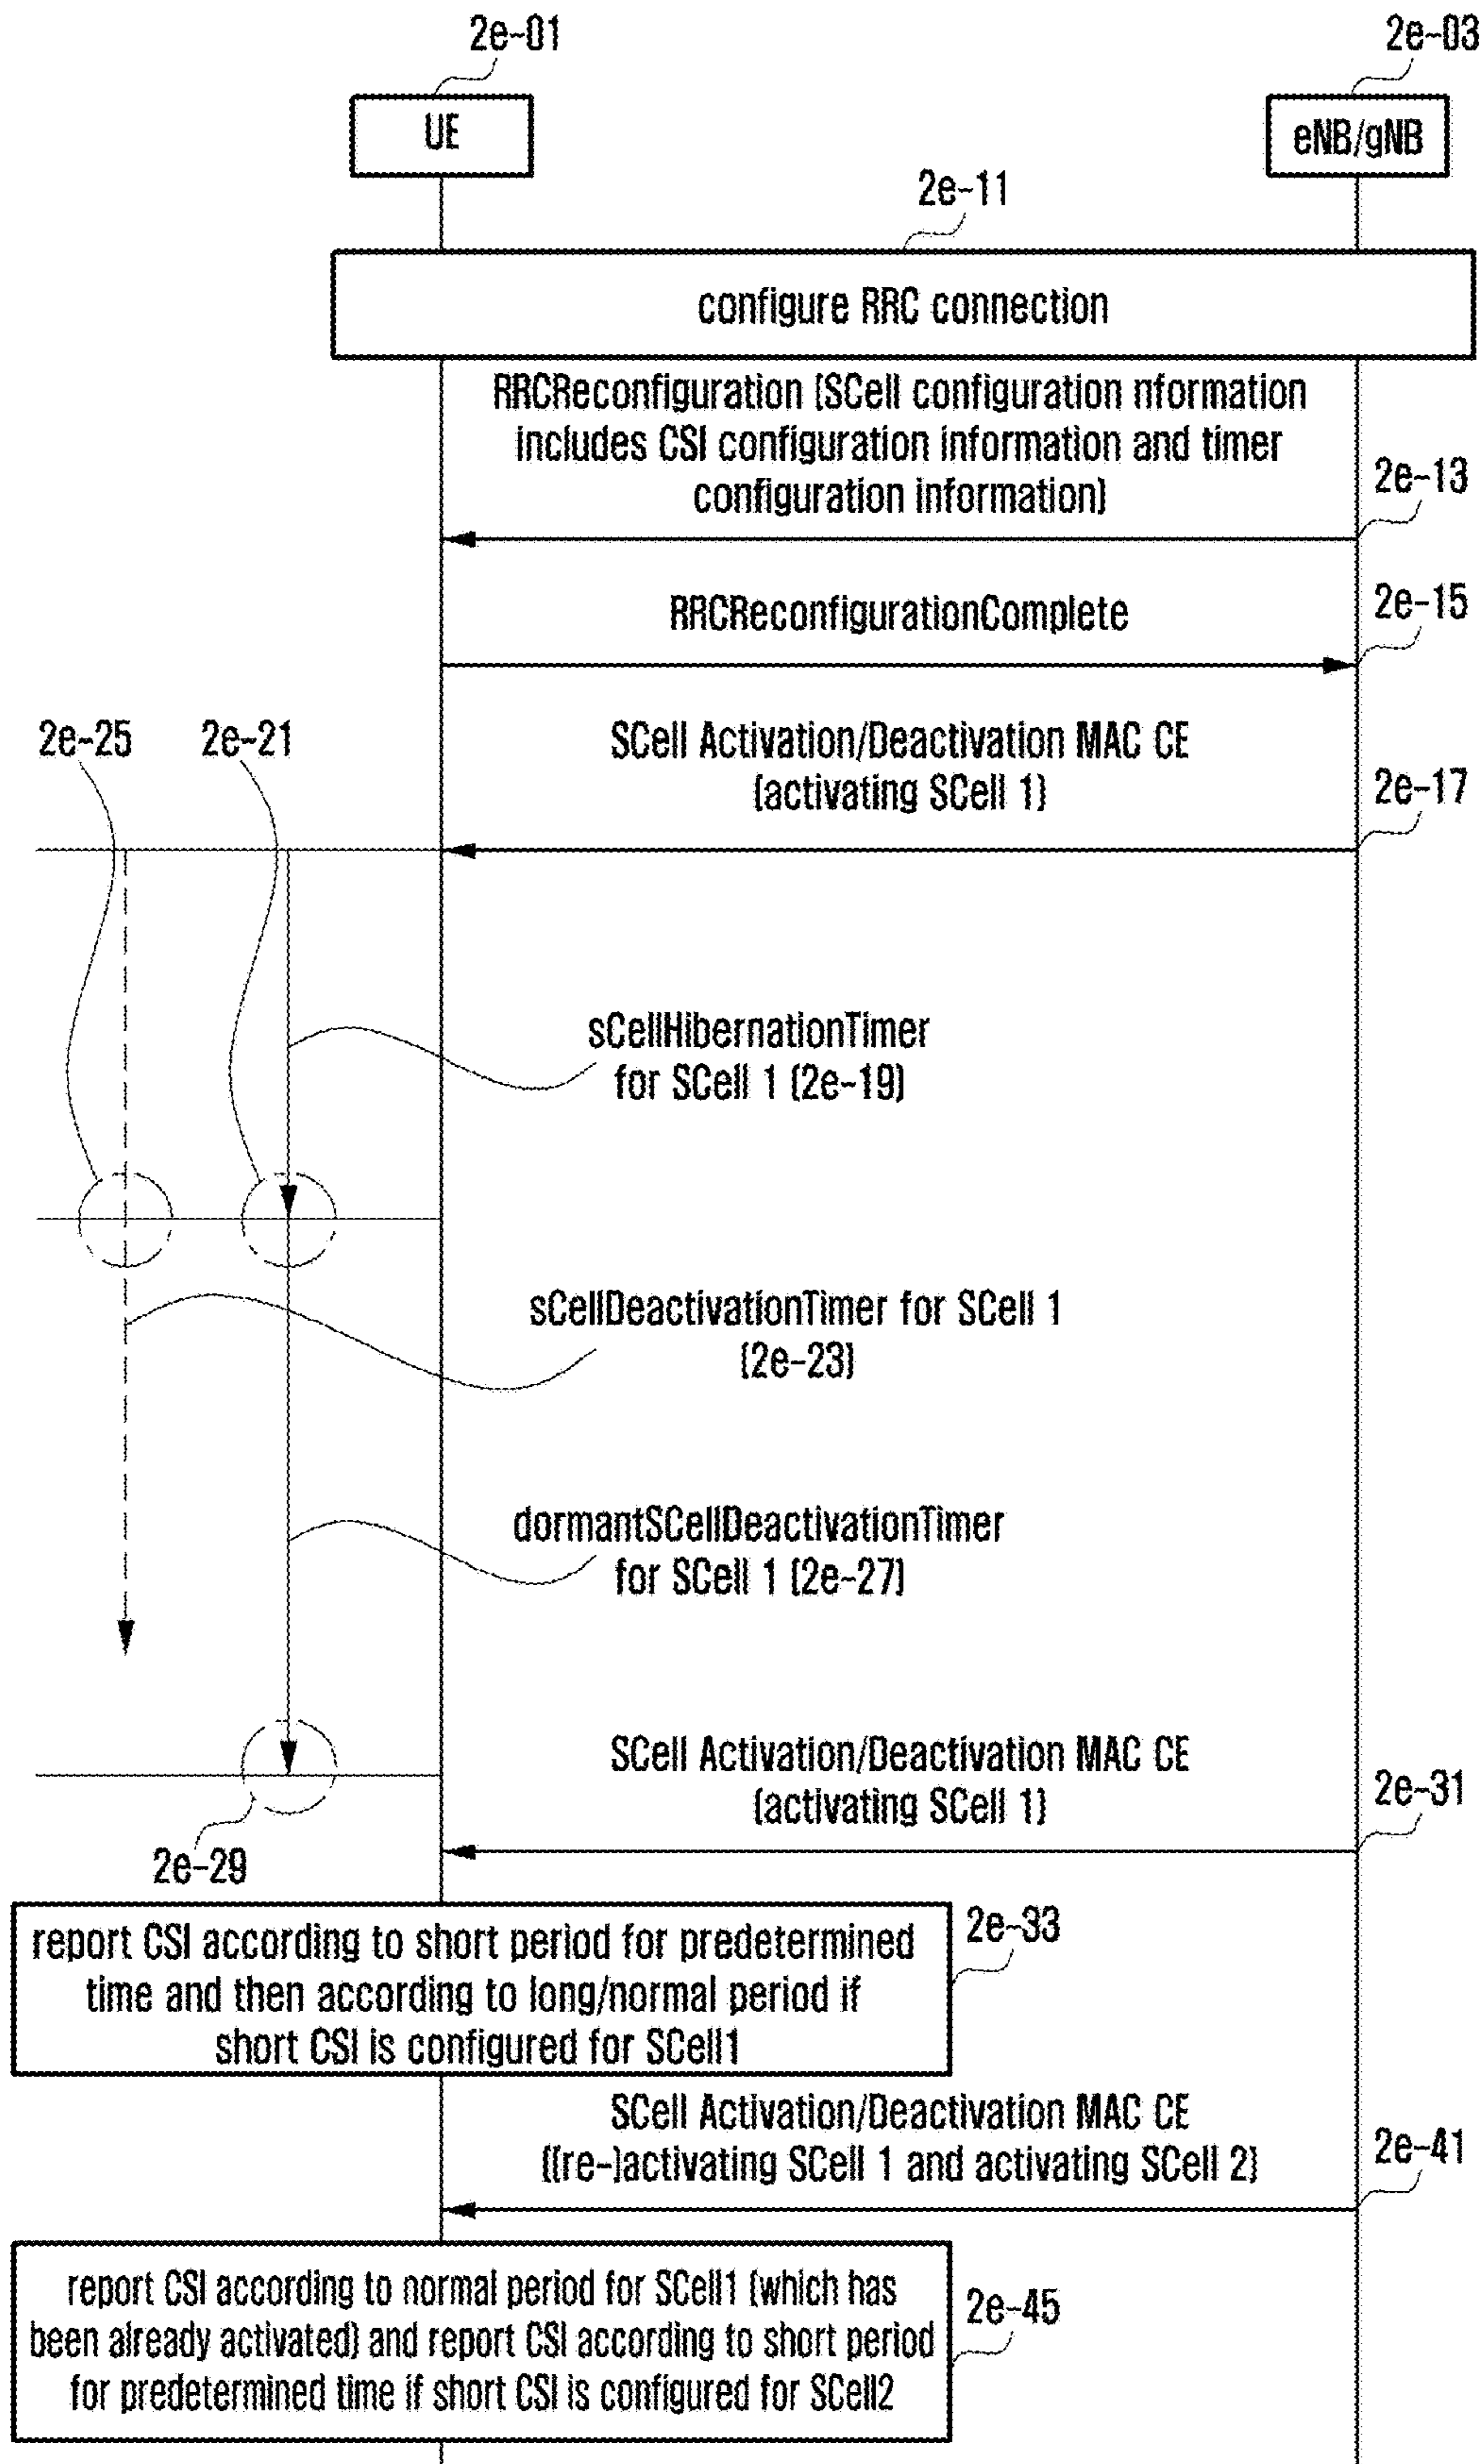 2e-01
2e-03
UE
eNB/gNB
2e-11
configure RRC connection
RRCReconfiguration (SCell configuration nformation
includes CSI configuration information and timer
configuration information)
2e-13
RRCReconfigurationComplete
2e-15
2e-25
2e-21
SCell Activation/Deactivation MAC CE
(activating SCell 1)
2e-17
sCellHibernationTimer
for SCell 1 (2e-19)
sCellDeactivationTimer for SCell 1
(2e-23)
dormantSCellDeactivationTimer
for SCell 1 (2e-27)
SCell Activation/Deactivation MAC CE
(activating SCell 1)
2e-31
2e-29
report CSI according to short period for predetermined
time and then according to long/normal period if
short CSI is configured for SCell1
2e-33
SCell Activation/Deactivation MAC CE
((re-)activating SCell 1 and activating SCell 2)
2e-41
report CSI according to normal period for SCell1 (which has
been already activated) and report CSI according to short period
for predetermined time if short CSI is configured for SCell2
2e-45